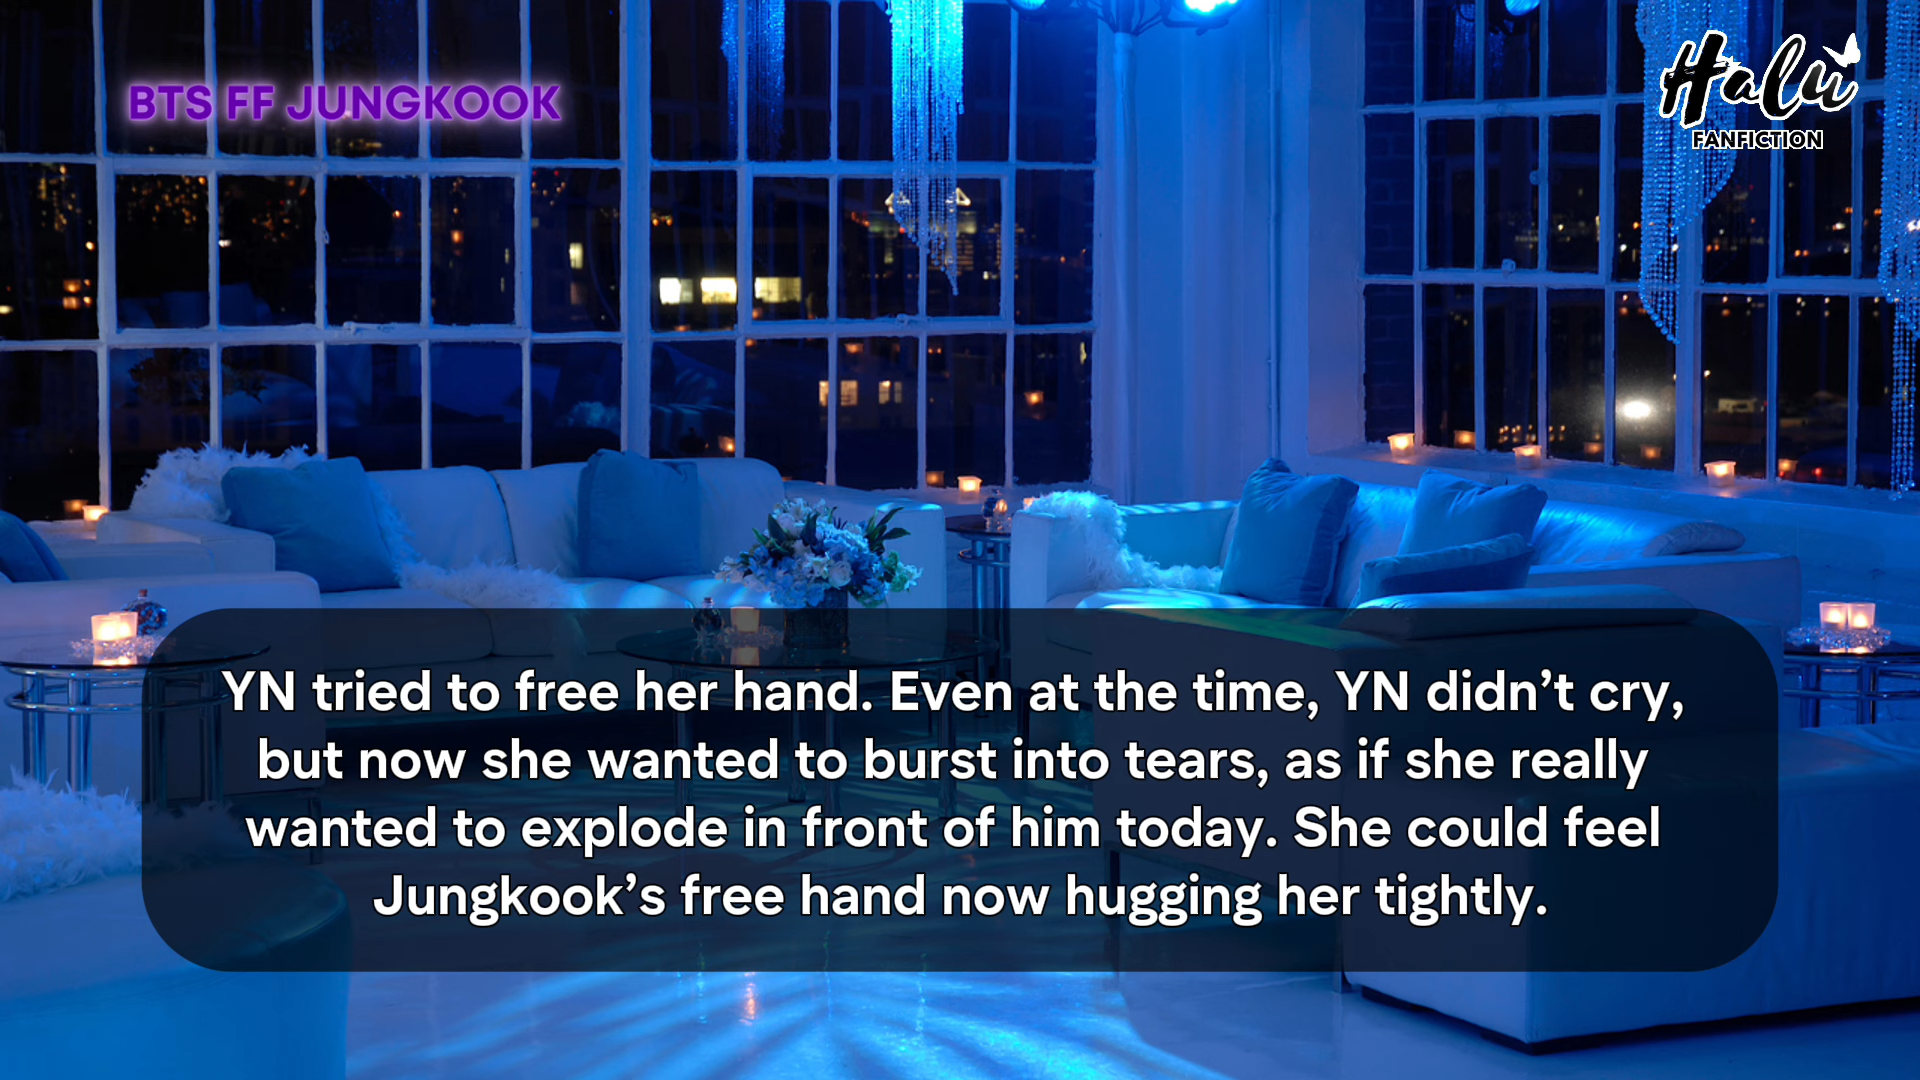 BTS FF JUNGKOOK
Halu
FANFICTION
YN tried to free her hand. Even at the time, YN didn’t cry,
but now she wanted to burst into tears, as if she really
wanted to explode in front of him today. She could feel
Jungkook’s free hand now hugging her tightly.